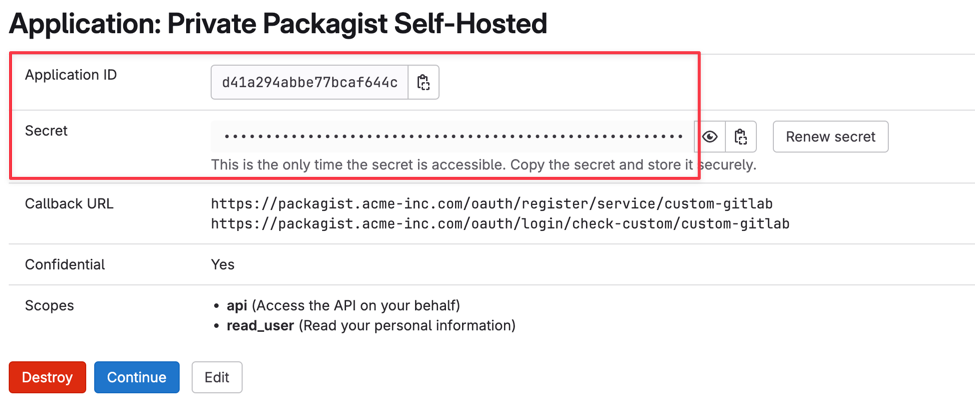 Application: Private Packagist Self-Hosted
Application ID
d41a294abbe77bcaf644c
Secret
••••••••••••••••••••••••••••••••••••••••••••••••••••••••
Renew secret
This is the only time the secret is accessible. Copy the secret and store it securely.
Callback URL
https://packagist.acme-inc.com/oauth/register/service/custom-gitlab
https://packagist.acme-inc.com/oauth/login/check-custom/custom-gitlab
Confidential
Yes
Scopes
• api (Access the API on your behalf)
• read_user (Read your personal information)
Destroy
Continue
Edit